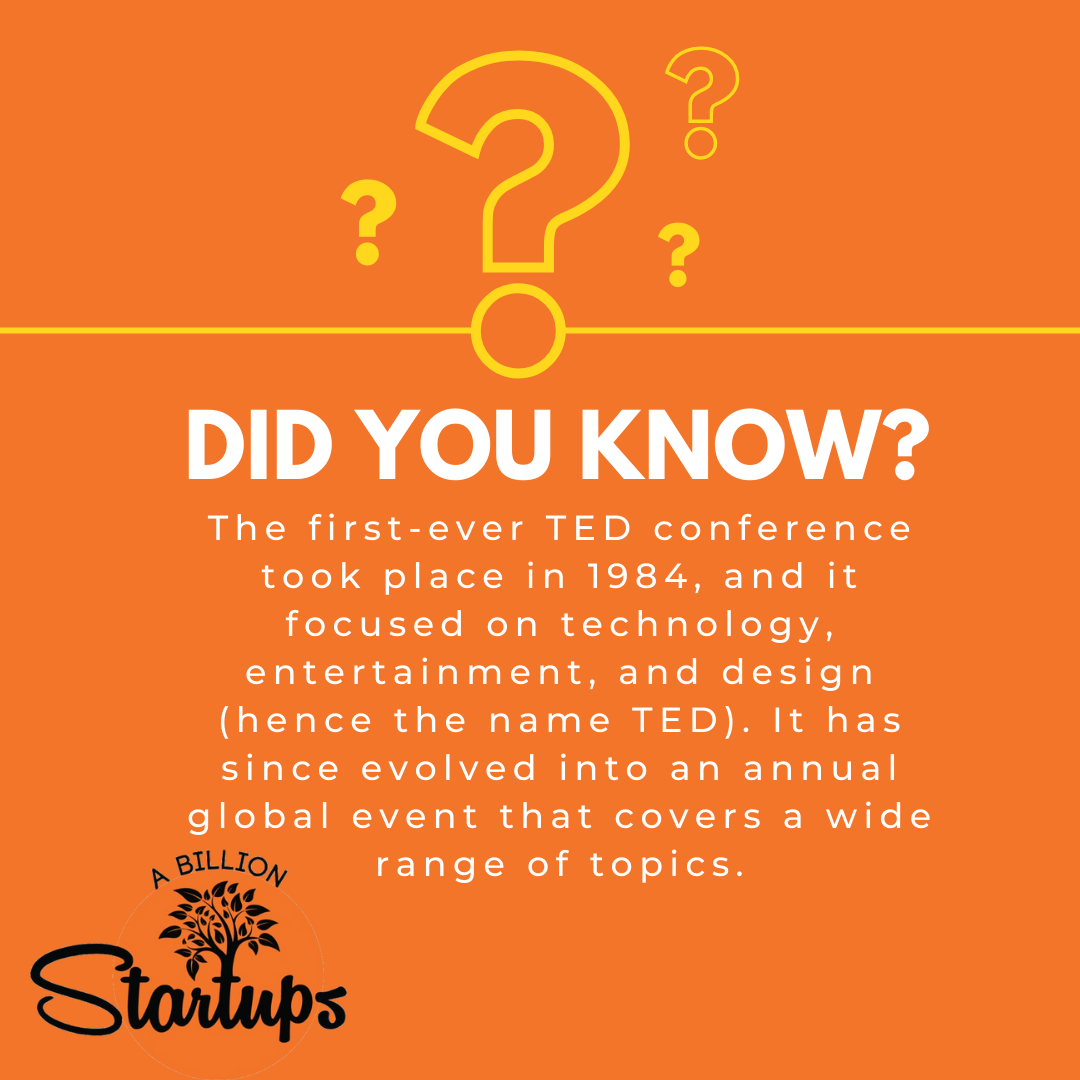 DID YOU KNOW?
The first-ever TED conference
took place in 1984, and it
focused on technology,
entertainment, and design
(hence the name TED). It has
since evolved into an annual
global event that covers a wide
range of topics.
A BILLION
Startups